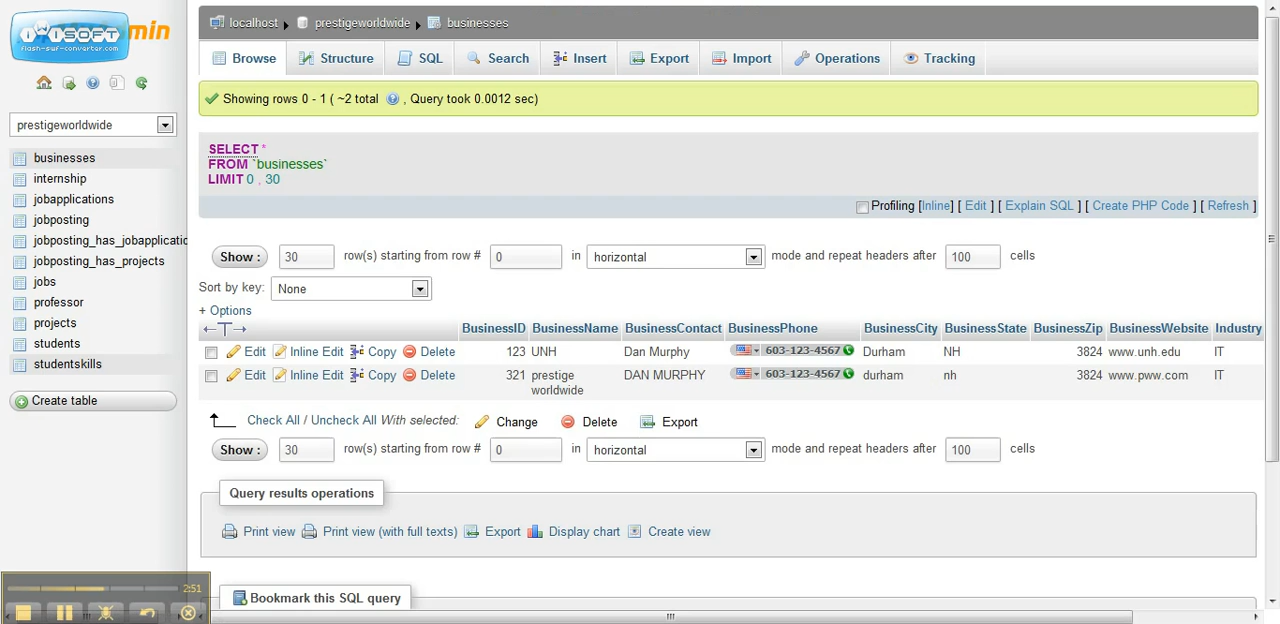 localhost prestigeworldwide businesses
iWiSOFT min
flash-swf-converter.com
Browse Structure SQL Search Insert Export Import Operations Tracking
Showing rows 0 - 1 ( ~2 total , Query took 0.0012 sec)
prestigeworldwide
businesses
internship
jobapplications
jobposting
jobposting_has_jobapplicatio
jobposting_has_projects
jobs
professor
projects
students
studentskills
Create table
SELECT *
FROM `businesses`
LIMIT 0 , 30
Profiling [Inline] [ Edit ] [ Explain SQL ] [ Create PHP Code ] [ Refresh ]
Show : 30 row(s) starting from row # 0 in horizontal mode and repeat headers after 100 cells
Sort by key: None
+ Options
←T→ BusinessID BusinessName BusinessContact BusinessPhone BusinessCity BusinessState BusinessZip BusinessWebsite Industry
Edit Inline Edit Copy Delete 123 UNH Dan Murphy 603-123-4567 Durham NH 3824 www.unh.edu IT
Edit Inline Edit Copy Delete 321 prestige worldwide DAN MURPHY 603-123-4567 durham nh 3824 www.pww.com IT
Check All / Uncheck All With selected: Change Delete Export
Show : 30 row(s) starting from row # 0 in horizontal mode and repeat headers after 100 cells
Query results operations
Print view Print view (with full texts) Export Display chart Create view
Bookmark this SQL query
2:51